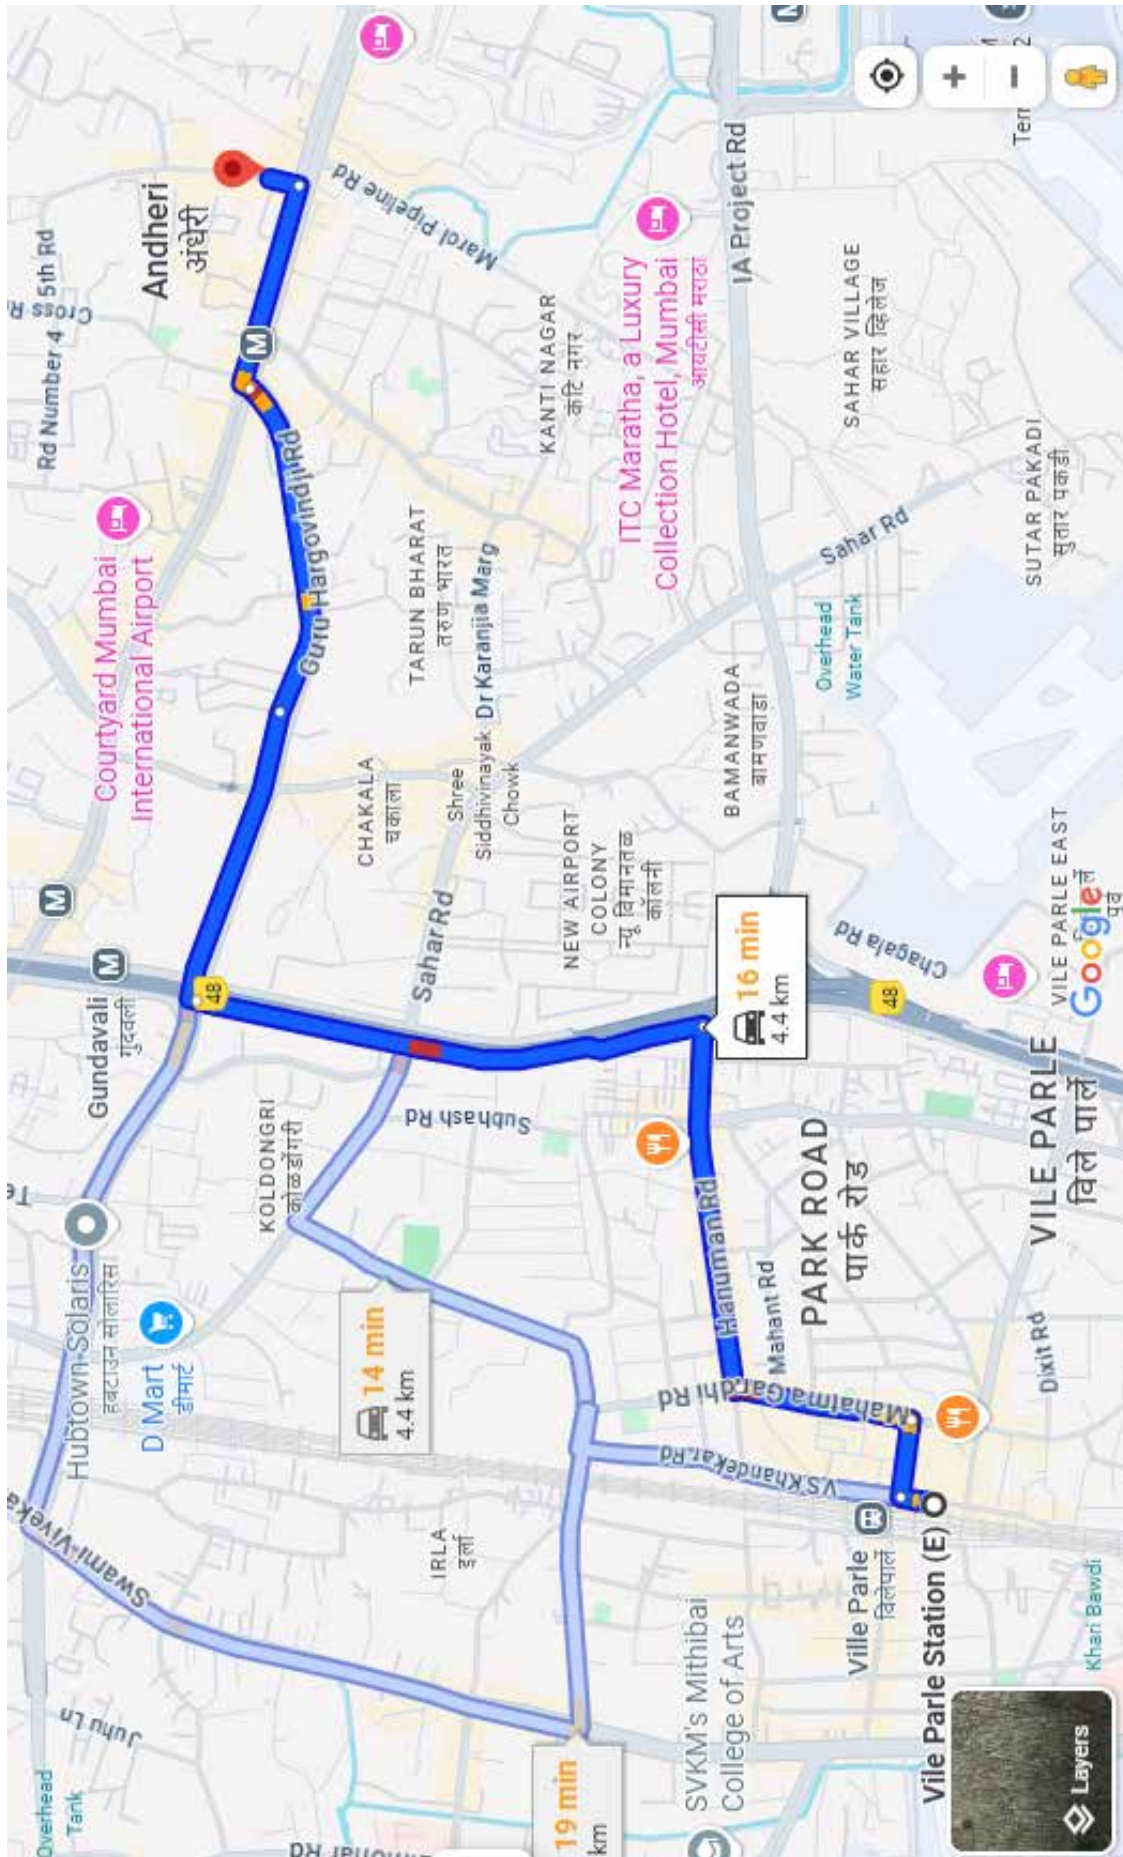 Overhead
Tank
Juhu Ln
Swami Viveka
Hubtown Solaris
हबटाउन सोलारिस
D Mart
डीमार्ट
Gundavali
गुंदवली
48
Courtyard Mumbai
International Airport
Rd Number 4
5th Rd
Andheri
अंधेरी
M
M
M
Marol Pipeline Rd
Guru Hargovindji Rd
KOLDONGRI
कोळडोंगरी
14 min
4.4 km
IRLA
इर्ला
19 min
km
Subhash Rd
Sahar Rd
CHAKALA
चकाला
Shree
Siddhivinayak
Chowk
TARUN BHARAT
तरुण भारत
Dr Karanjia Marg
KANTI NAGAR
कांटि नगर
NEW AIRPORT
COLONY
न्यू विमानतळ
कॉलनी
ITC Maratha, a Luxury
Collection Hotel, Mumbai
आयटीसी मराठा
IA Project Rd
BAMANWADA
बामणवाडा
16 min
4.4 km
Hanuman Rd
Mahant Rd
Mahatma Gandhi Rd
V.S. Khandekar Rd
SVKM's Mithibai
College of Arts
PARK ROAD
पार्क रोड
Overhead
Water Tank
Sahar Rd
SAHAR VILLAGE
सहार व्हिलेज
Ville Parle
विलेपार्ले
48
Chagala Rd
Vile Parle Station (E)
SUTAR PAKADI
सुतार पकडी
Dixit Rd
VILE PARLE
विले पार्ले
VILE PARLE EAST
पूर्व
Google
Khari Bawdi
Layers